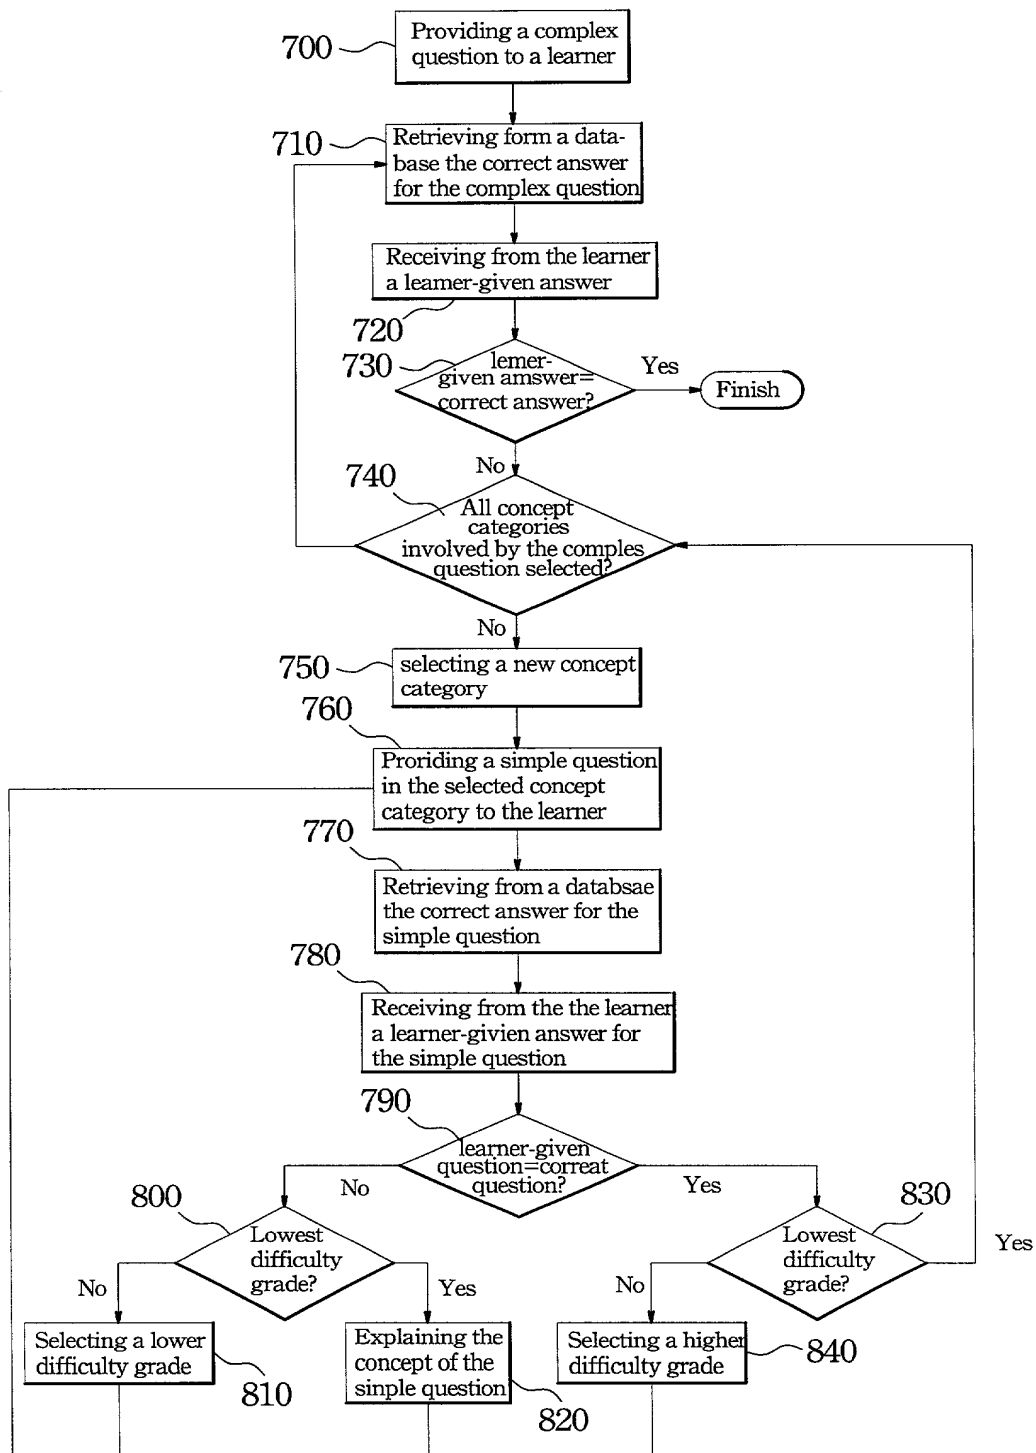 700
Providing a complex
question to a learner
710
Retrieving form a data-
base the correct answer
for the complex question
Receiving from the learner
a learner-given answer
720
730
lerner-
given amswer=
correct answer?
Yes
Finish
No
740
All concept
categories
involved by the comples
question selected?
No
750
selecting a new concept
category
760
Proriding a simple question
in the selected concept
category to the learner
770
Retrieving from a databsae
the correct answer for the
simple question
780
Receiving from the the learner
a learner-givien answer for
the simple question
790
learner-given
question=correat
question?
No
Yes
800
Lowest
difficulty
grade?
830
Lowest
difficulty
grade?
Yes
No
Yes
No
Selecting a lower
difficulty grade
810
Explaining the
concept of the
sinple question
820
Selecting a higher
difficulty grade
840